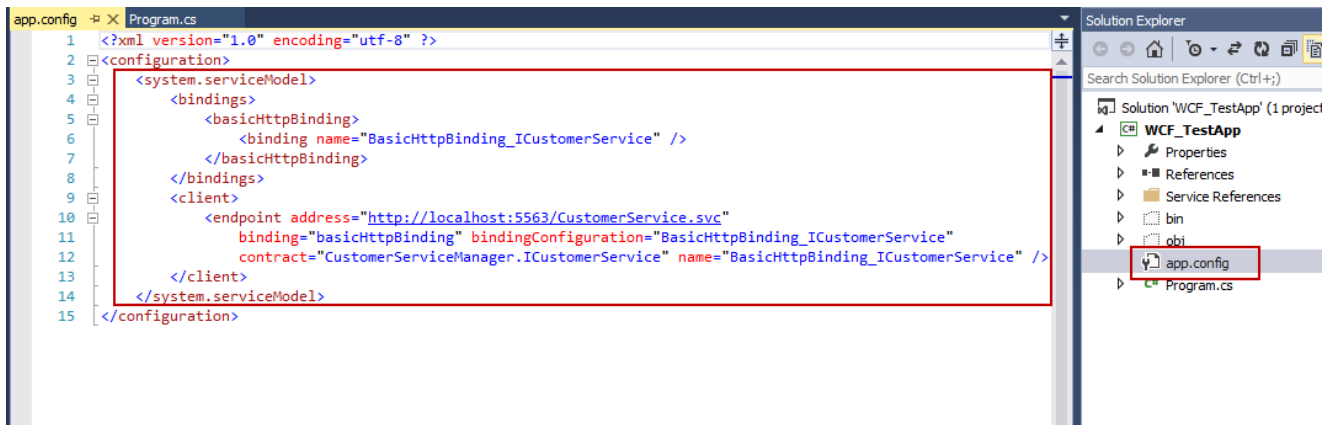 app.config
Program.cs
1 <?xml version="1.0" encoding="utf-8" ?>
2 <configuration>
3 <system.serviceModel>
4 <bindings>
5 <basicHttpBinding>
6 <binding name="BasicHttpBinding_ICustomerService" />
7 </basicHttpBinding>
8 </bindings>
9 <client>
10 <endpoint address="http://localhost:5563/CustomerService.svc"
11 binding="basicHttpBinding" bindingConfiguration="BasicHttpBinding_ICustomerService"
12 contract="CustomerServiceManager.ICustomerService" name="BasicHttpBinding_ICustomerService" />
13 </client>
14 </system.serviceModel>
15 </configuration>
Solution Explorer
Search Solution Explorer (Ctrl+;)
Solution 'WCF_TestApp' (1 project
C# WCF_TestApp
Properties
References
Service References
bin
obj
app.config
C# Program.cs